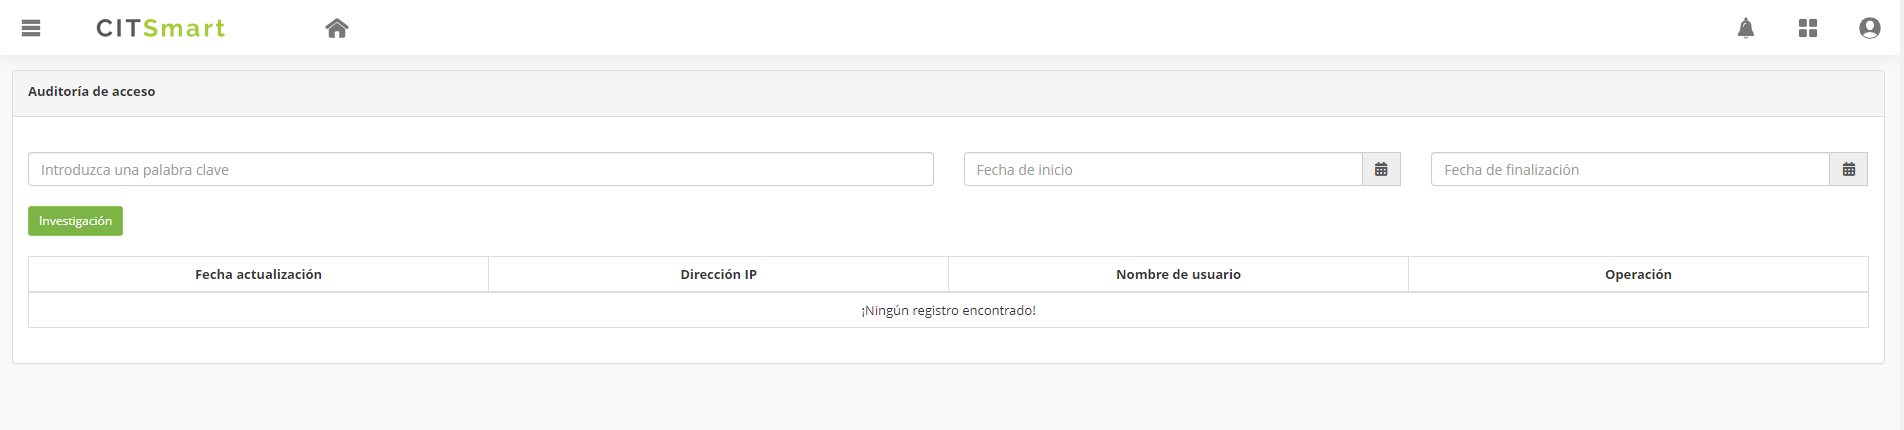 CITSmart
Auditoría de acceso
Introduzca una palabra clave
Fecha de inicio
Fecha de finalización
Investigación
Fecha actualización
Dirección IP
Nombre de usuario
Operación
¡Ningún registro encontrado!